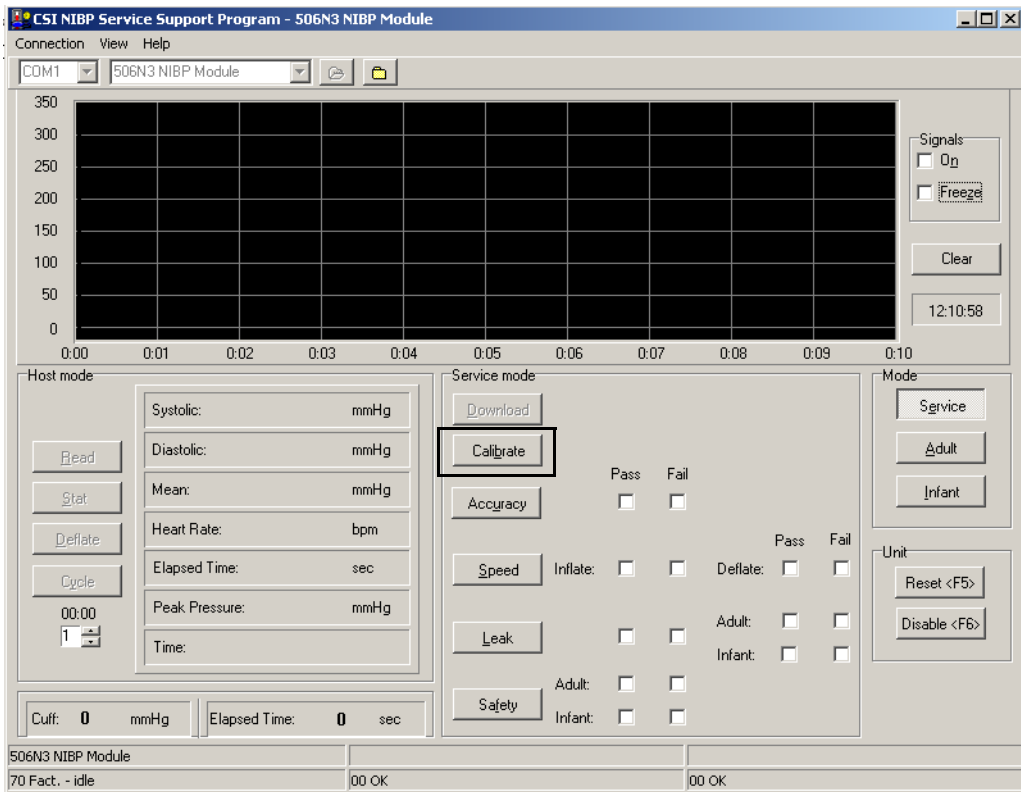 CSI NIBP Service Support Program - 506N3 NIBP Module
Connection View Help
COM1 506N3 NIBP Module
350
300
250
200
150
100
50
0
0:00 0:01 0:02 0:03 0:04 0:05 0:06 0:07 0:08 0:09 0:10
Signals
On
Freeze
Clear
12:10:58
Host mode
Read
Stat
Deflate
Cycle
00:00
1
Systolic: mmHg
Diastolic: mmHg
Mean: mmHg
Heart Rate: bpm
Elapsed Time: sec
Peak Pressure: mmHg
Time:
Cuff: 0 mmHg
Elapsed Time: 0 sec
Service mode
Download
Calibrate
Pass Fail
Accuracy
Pass Fail
Speed Inflate: Deflate:
Leak Adult:
Infant:
Safety Adult:
Infant:
Mode
Service
Adult
Infant
Unit
Reset <F5>
Disable <F6>
506N3 NIBP Module
70 Fact. - idle 00 OK 00 OK